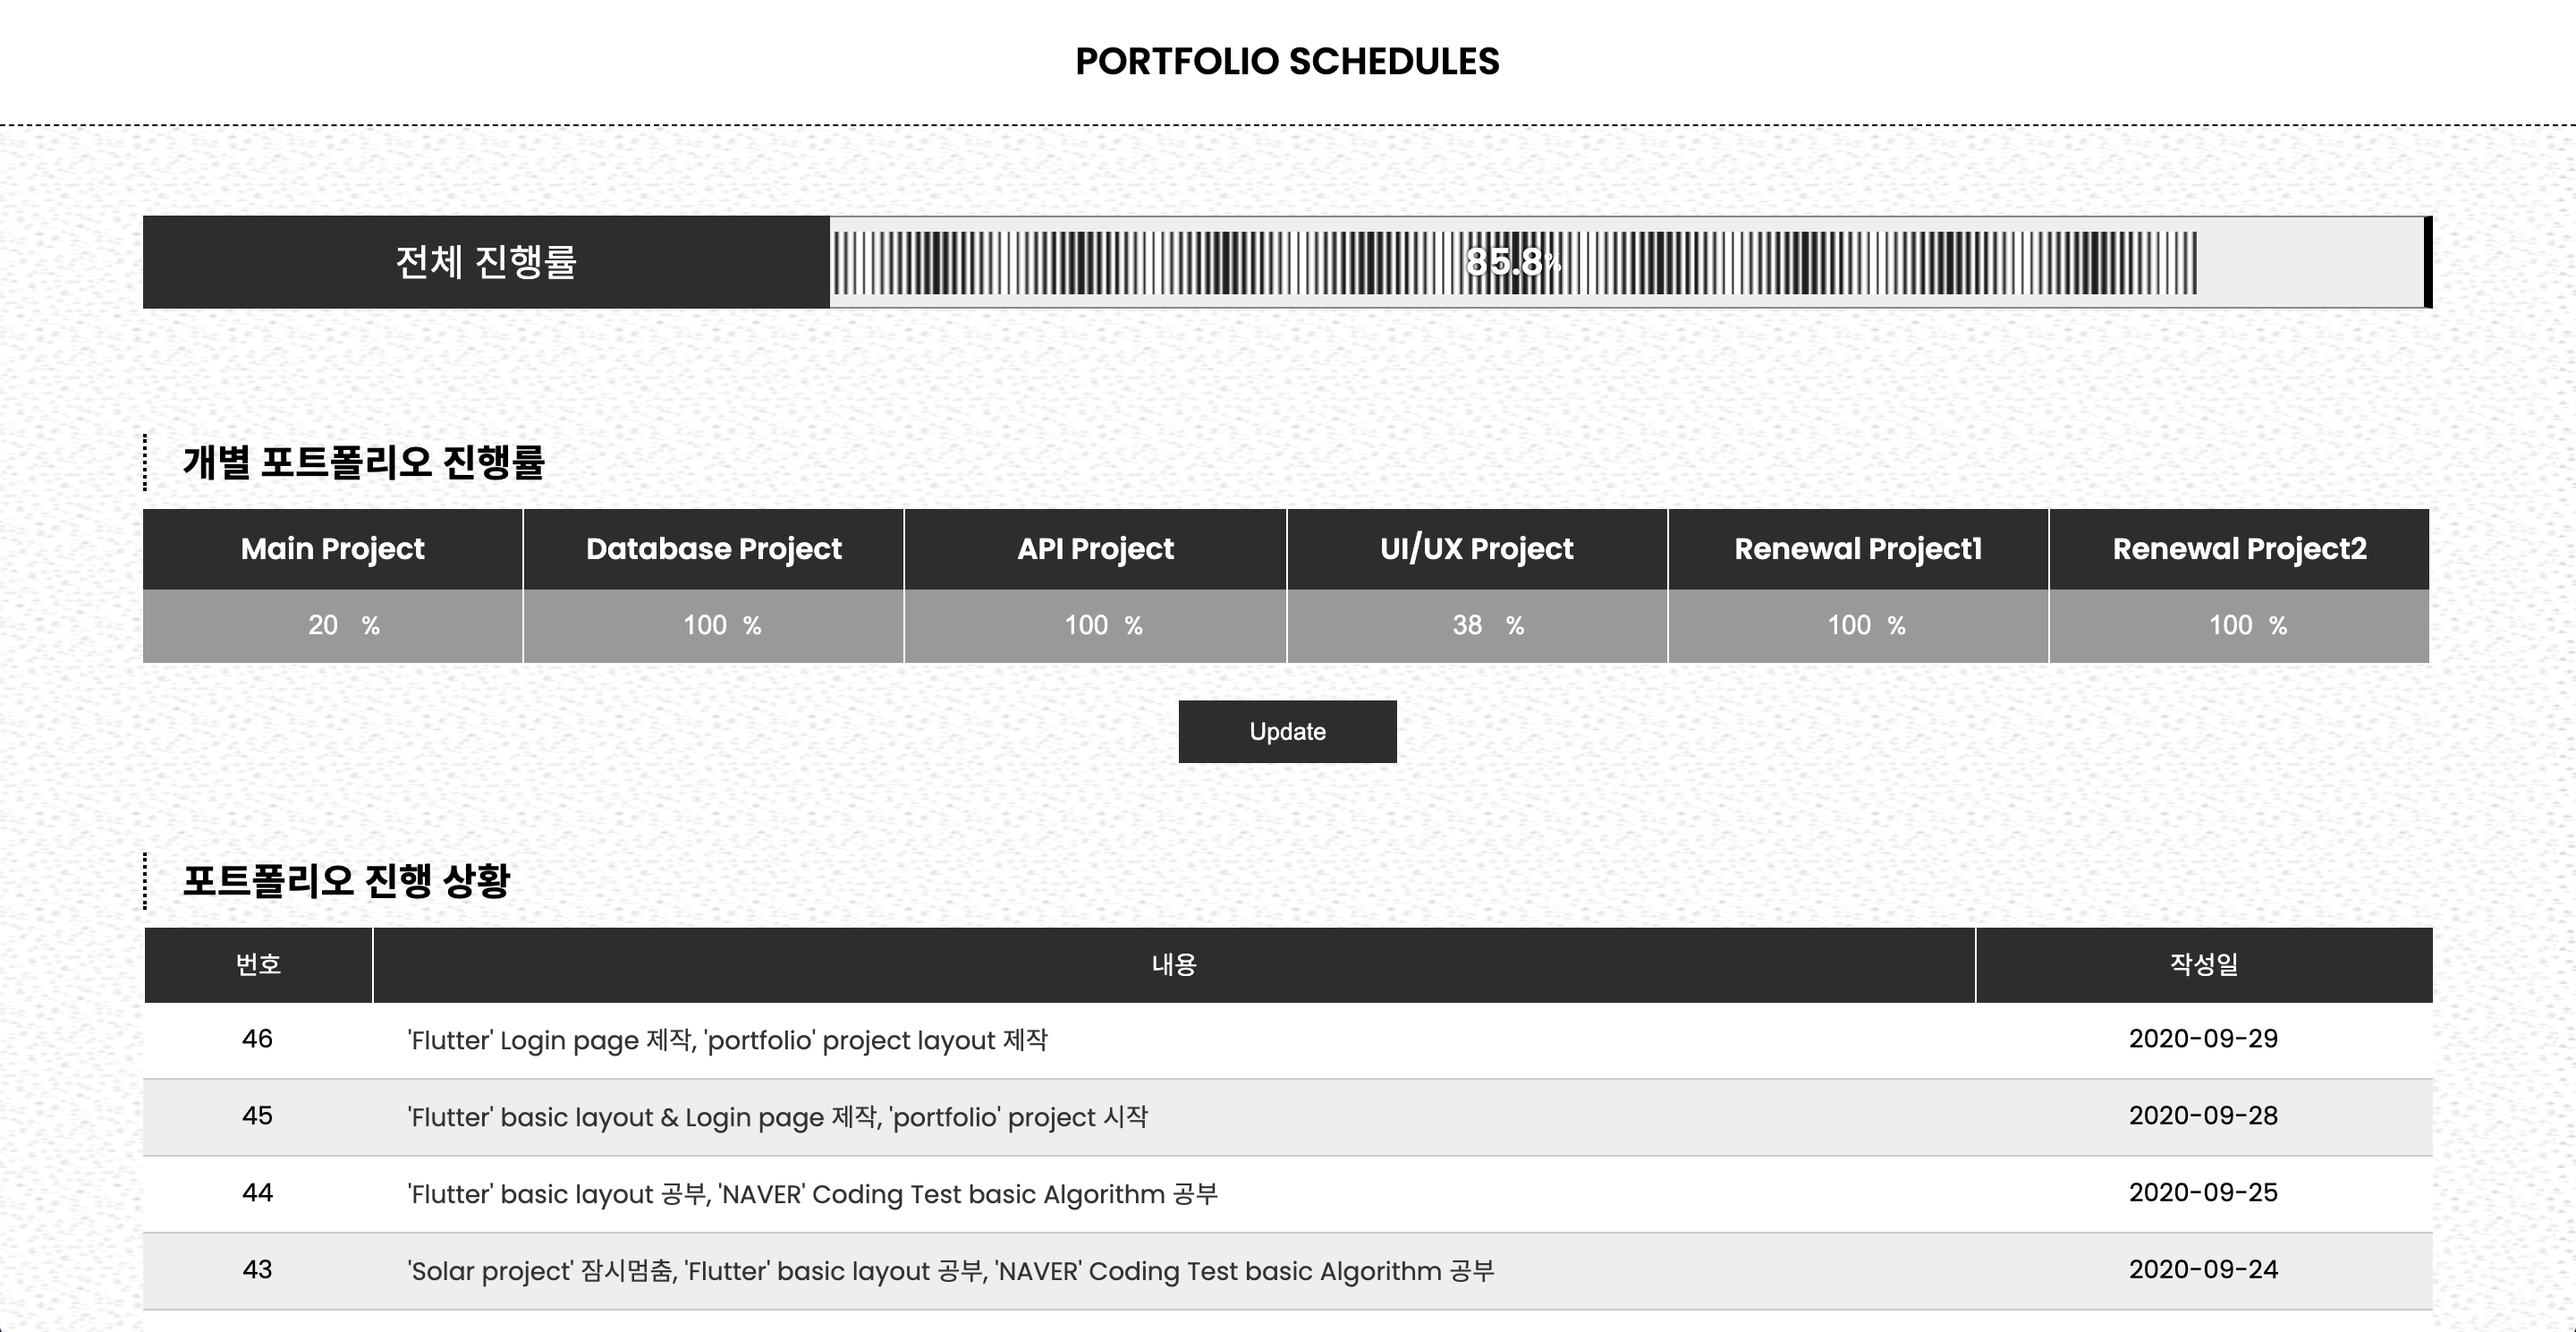 PORTFOLIO SCHEDULES
전체 진행률
85.8%
개별 포트폴리오 진행률
Main Project Database Project API Project UI/UX Project Renewal Project1 Renewal Project2
20 % 100 % 100 % 38 % 100 % 100 %
Update
포트폴리오 진행 상황
번호 내용 작성일
46 'Flutter' Login page 제작, 'portfolio' project layout 제작 2020-09-29
45 'Flutter' basic layout & Login page 제작, 'portfolio' project 시작 2020-09-28
44 'Flutter' basic layout 공부, 'NAVER' Coding Test basic Algorithm 공부 2020-09-25
43 'Solar project' 잠시멈춤, 'Flutter' basic layout 공부, 'NAVER' Coding Test basic Algorithm 공부 2020-09-24